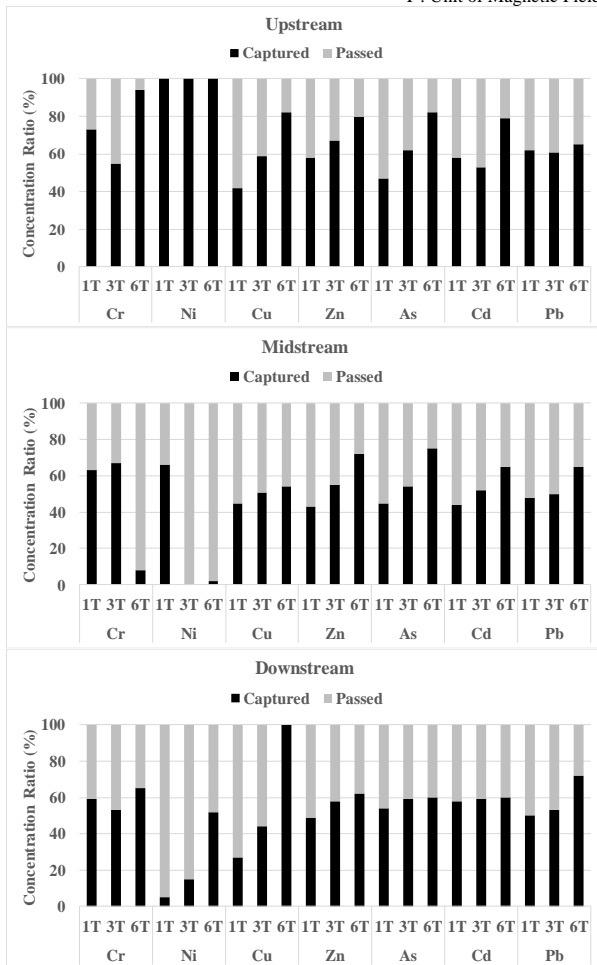 T : Unit of Magnetic Field
Upstream
Captured Passed
Concentration Ratio (%)
100
80
60
40
20
0
1T 3T 6T 1T 3T 6T 1T 3T 6T 1T 3T 6T 1T 3T 6T 1T 3T 6T 1T 3T 6T
Cr Ni Cu Zn As Cd Pb
Midstream
Captured Passed
Concentration Ratio (%)
100
80
60
40
20
0
1T 3T 6T 1T 3T 6T 1T 3T 6T 1T 3T 6T 1T 3T 6T 1T 3T 6T 1T 3T 6T
Cr Ni Cu Zn As Cd Pb
Downstream
Captured Passed
Concentration Ratio (%)
100
80
60
40
20
0
1T 3T 6T 1T 3T 6T 1T 3T 6T 1T 3T 6T 1T 3T 6T 1T 3T 6T 1T 3T 6T
Cr Ni Cu Zn As Cd Pb